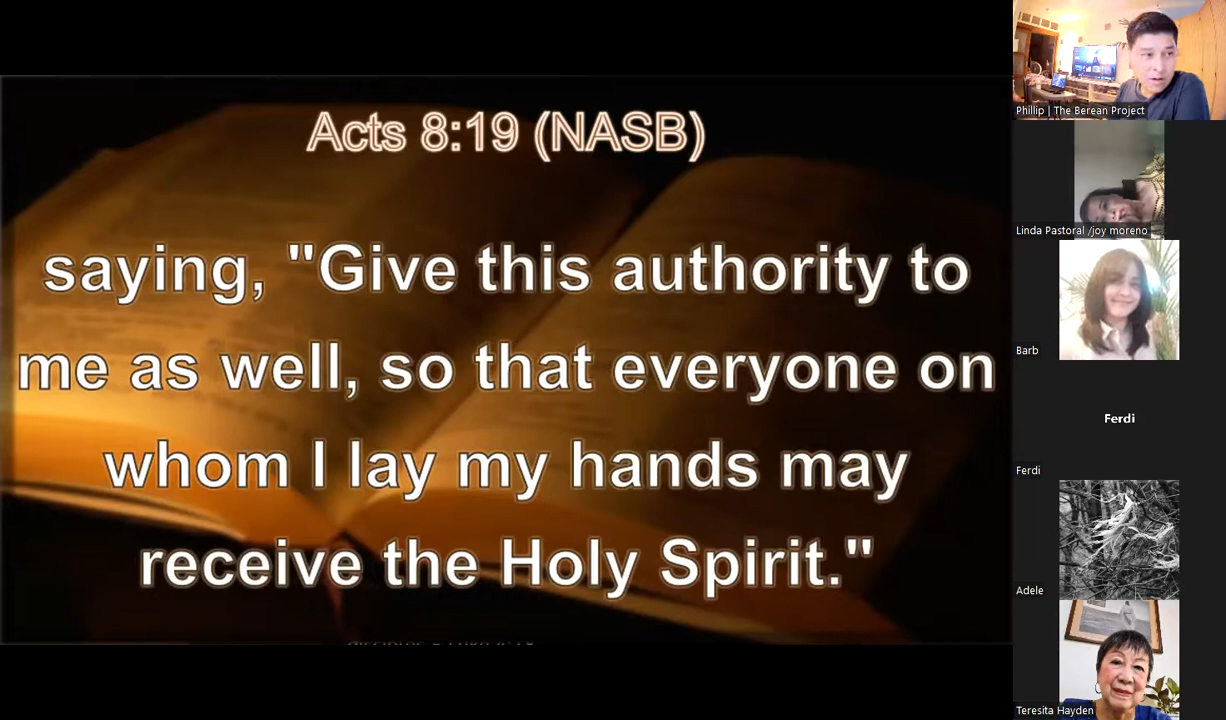 Acts 8:19 (NASB)
saying, "Give this authority to
me as well, so that everyone on
whom I lay my hands may
receive the Holy Spirit."
Phillip | The Berean Project
Linda Pastoral /joy moreno
Barb
Ferdi
Ferdi
Adele
Teresita Hayden